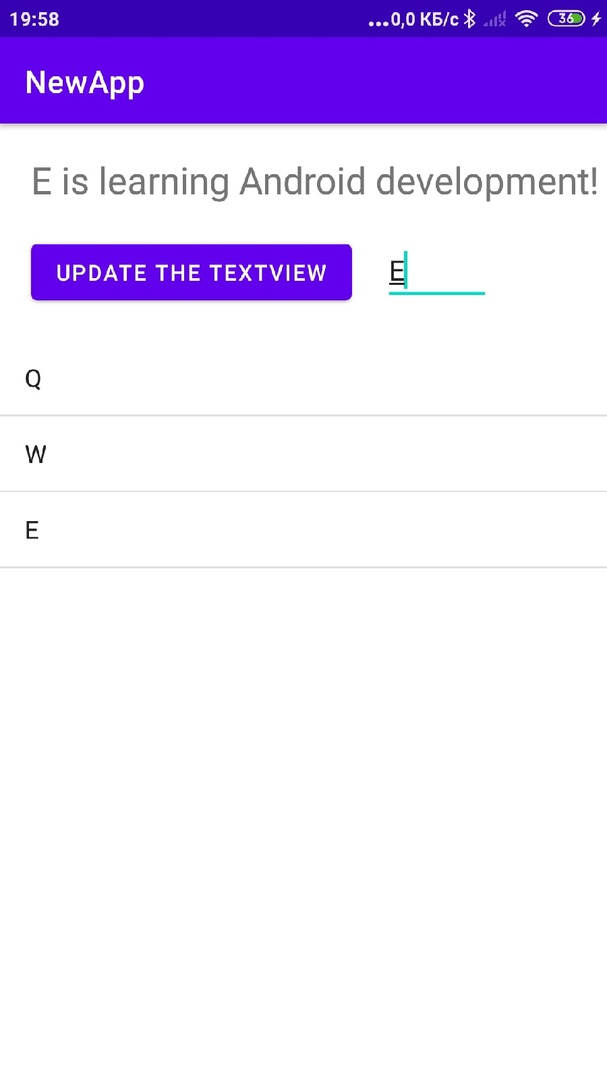 19:58 ...0,0 КБ/с 36
NewApp
E is learning Android development!
UPDATE THE TEXTVIEW E
Q
W
E